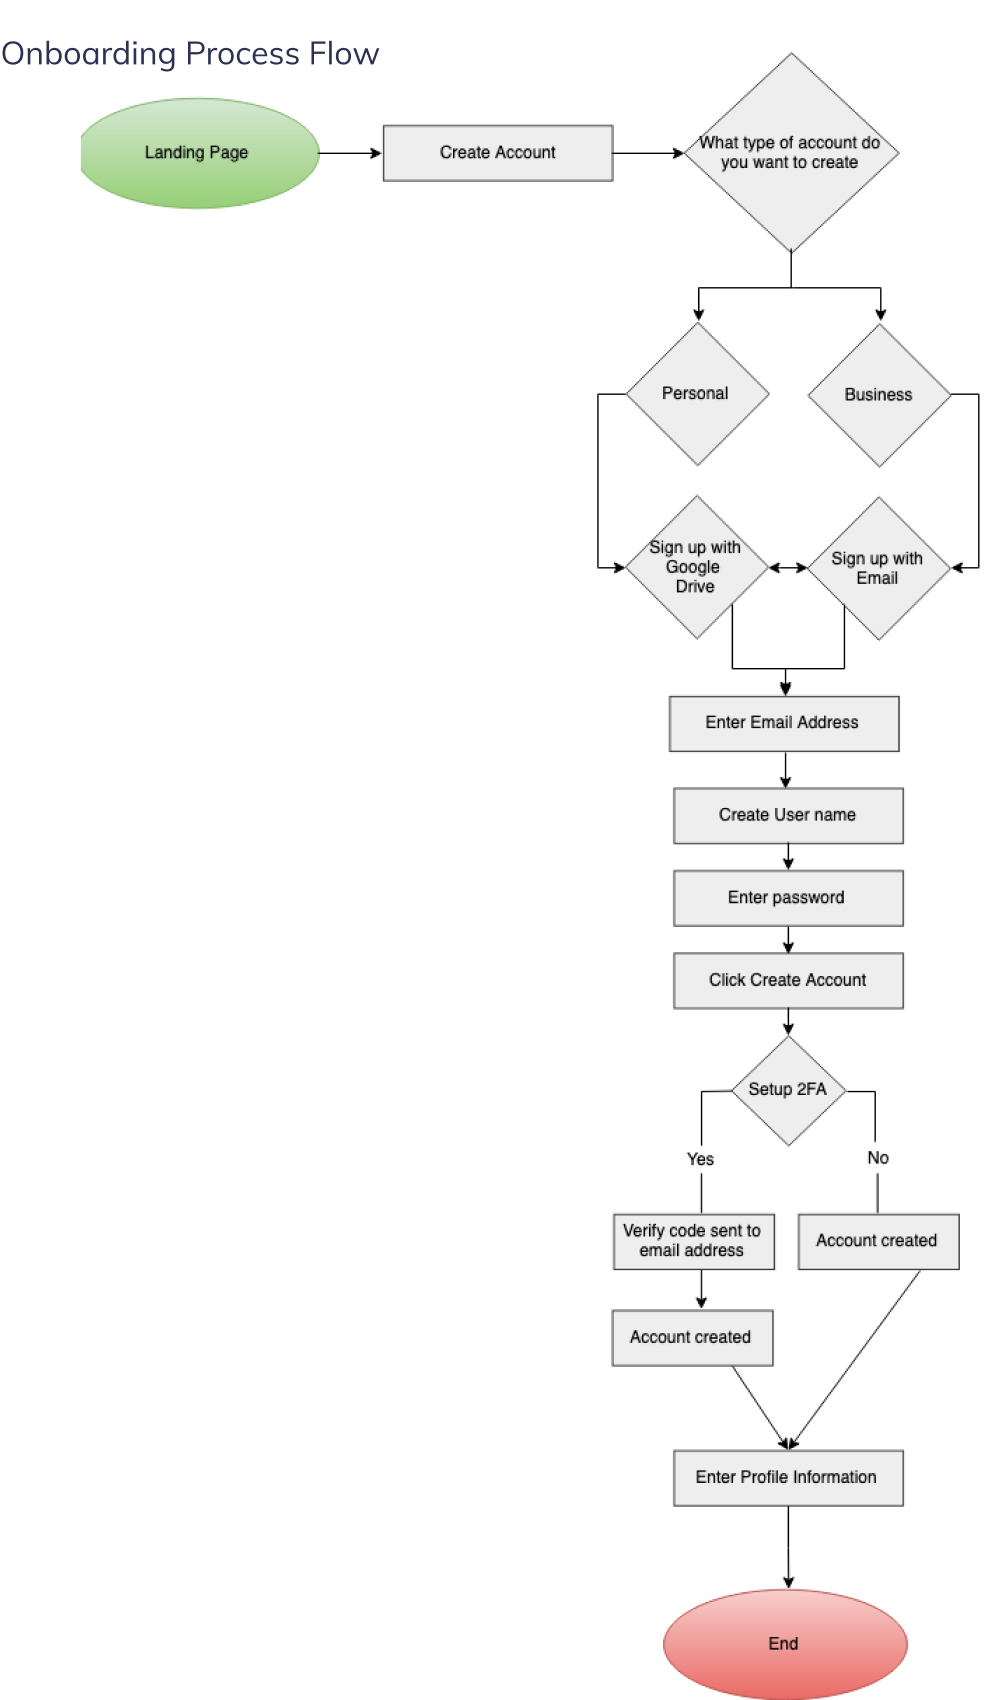 Onboarding Process Flow
Landing Page
Create Account
What type of account do
you want to create
Personal
Business
Sign up with
Google
Drive
Sign up with
Email
Enter Email Address
Create User name
Enter password
Click Create Account
Setup 2FA
Yes
No
Verify code sent to
email address
Account created
Account created
Enter Profile Information
End